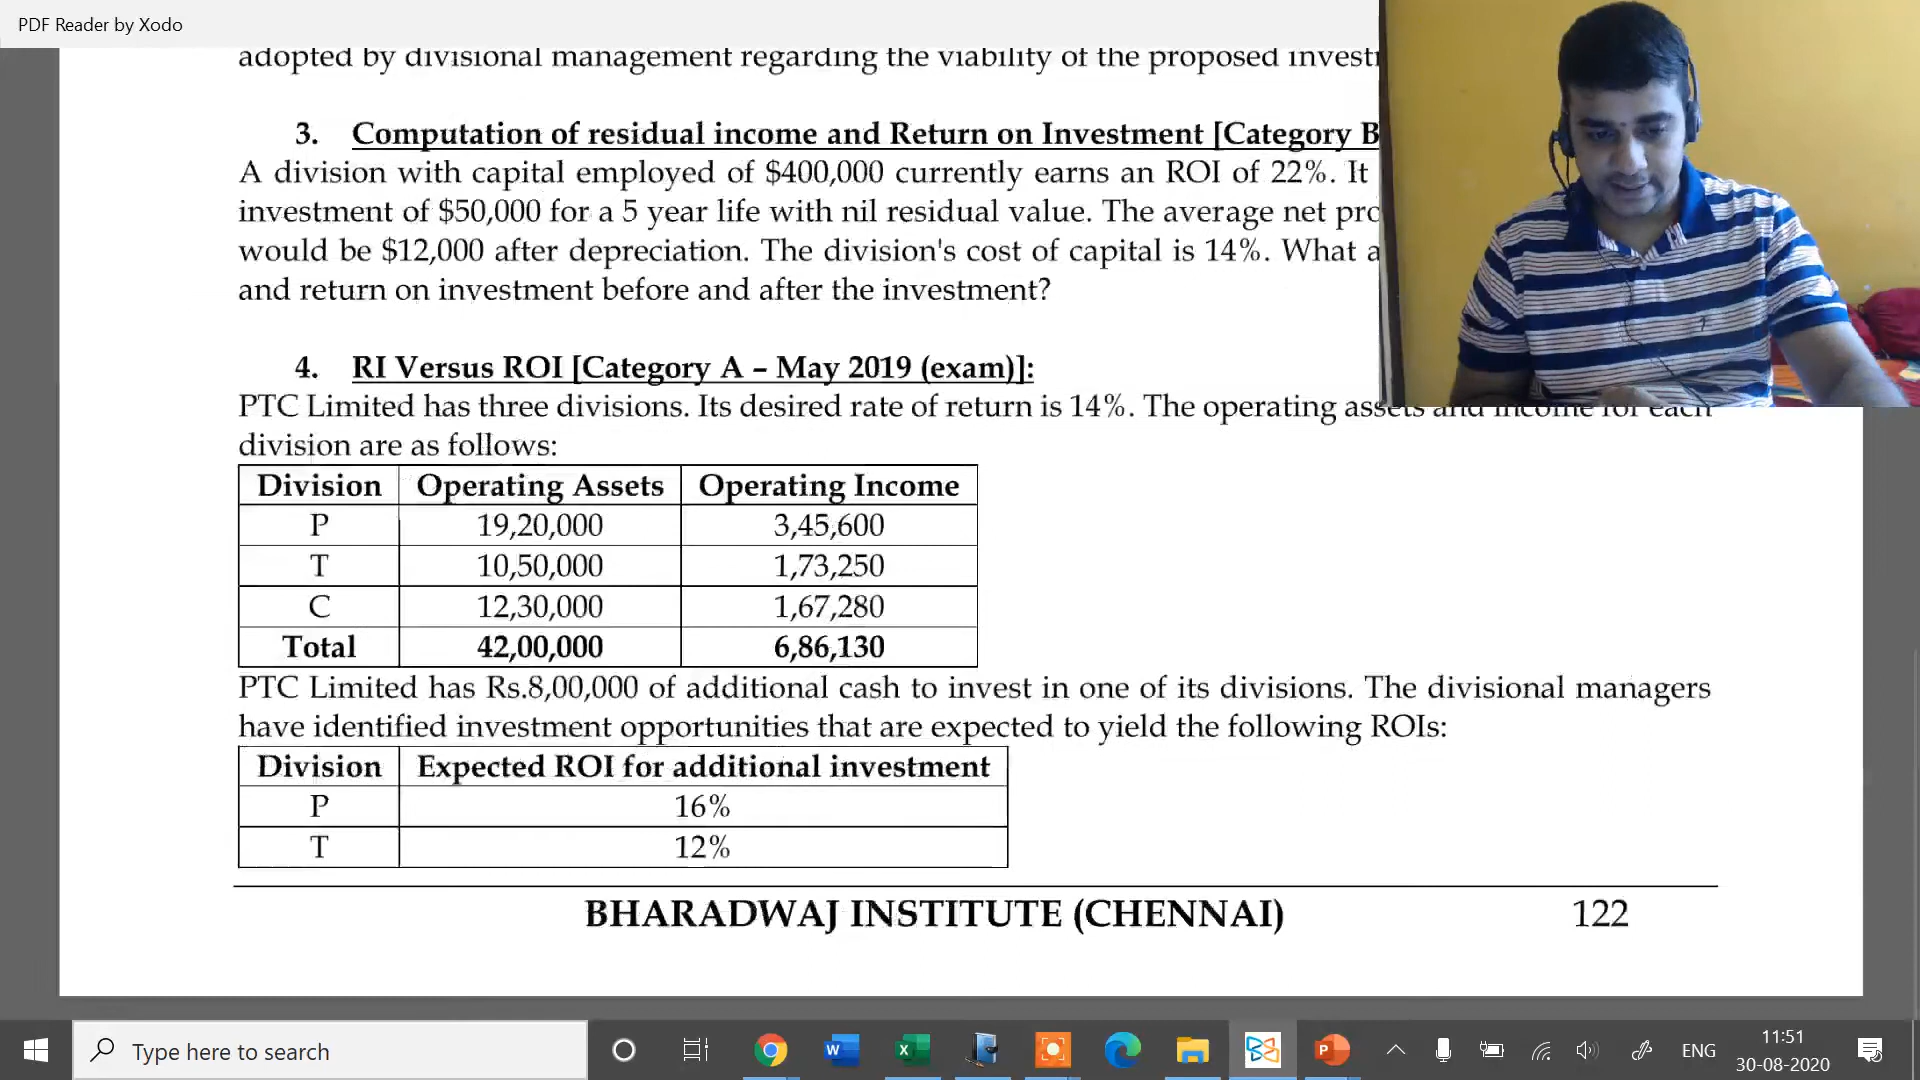 PDF Reader by Xodo
adopted by divisional management regarding the viability of the proposed
3. Computation of residual income and Return on Investment [Category B
A division with capital employed of $400,000 currently earns an ROI of 22%. It
investment of $50,000 for a 5 year life with nil residual value. The average net
would be $12,000 after depreciation. The division's cost of capital is 14%. What
and return on investment before and after the investment?
4. RI Versus ROI [Category A – May 2019 (exam)]:
PTC Limited has three divisions. Its desired rate of return is 14%. The operating assets and income for each
division are as follows:
Division Operating Assets Operating Income
P 19,20,000 3,45,600
T 10,50,000 1,73,250
C 12,30,000 1,67,280
Total 42,00,000 6,86,130
PTC Limited has Rs.8,00,000 of additional cash to invest in one of its divisions. The divisional managers
have identified investment opportunities that are expected to yield the following ROIs:
Division Expected ROI for additional investment
P 16%
T 12%
BHARADWAJ INSTITUTE (CHENNAI) 122
Type here to search
ENG
11:51
30-08-2020